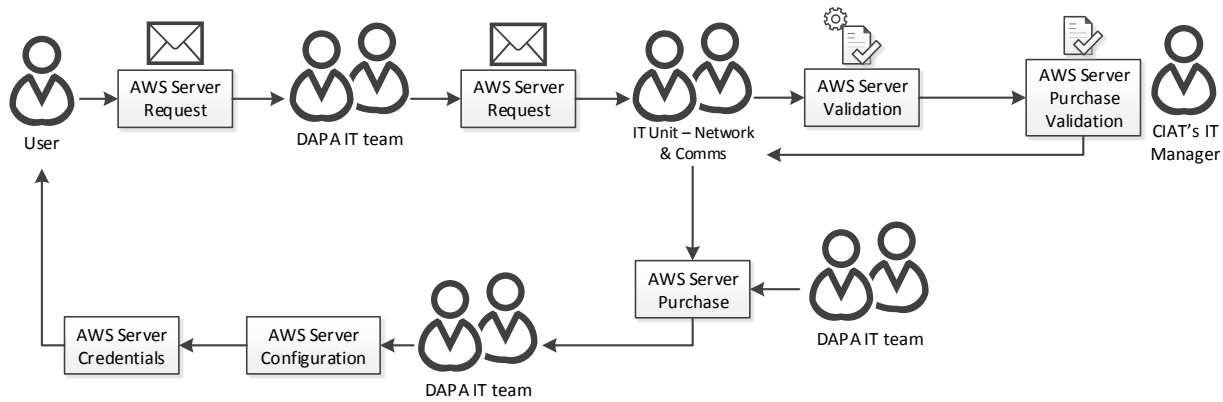 AWS Server
Request
AWS Server
Request
AWS Server
Validation
AWS Server
Purchase
Validation
User
DAPA IT team
IT Unit – Network
& Comms
CIAT's IT
Manager
AWS Server
Purchase
DAPA IT team
AWS Server
Credentials
AWS Server
Configuration
DAPA IT team